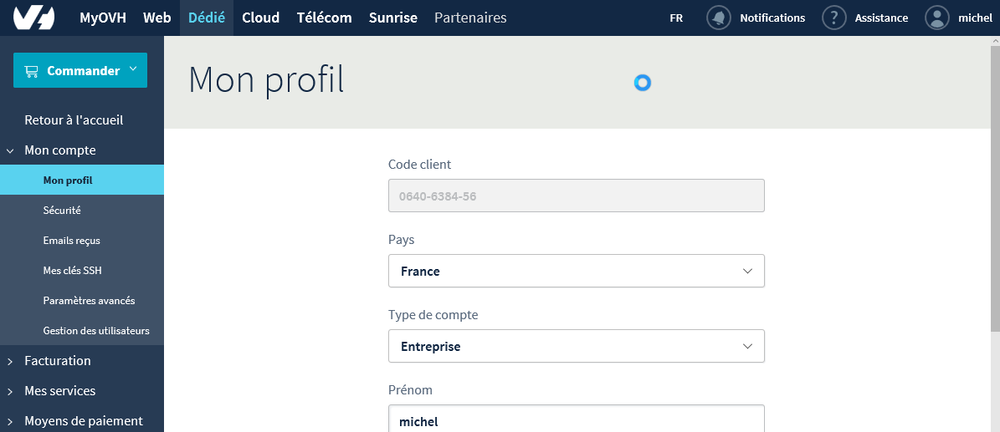 MyOVH Web Dédié Cloud Télécom Sunrise Partenaires FR Notifications ? Assistance michel
Commander
Retour à l'accueil
Mon compte
Mon profil
Sécurité
Emails reçus
Mes clés SSH
Paramètres avancés
Gestion des utilisateurs
Facturation
Mes services
Moyens de paiement
Mon profil
Code client
0640-6384-56
Pays
France
Type de compte
Entreprise
Prénom
michel